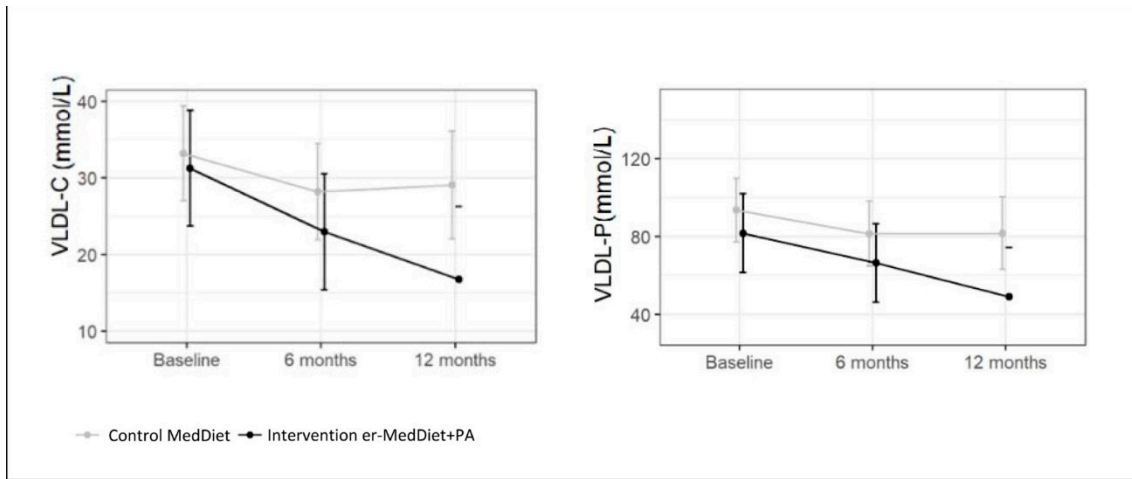 VLDL-C (mmol/L)
40
30
20
10
Baseline 6 months 12 months
VLDL-P(mmol/L)
120
80
40
Baseline 6 months 12 months
Control MedDiet Intervention er-MedDiet+PA